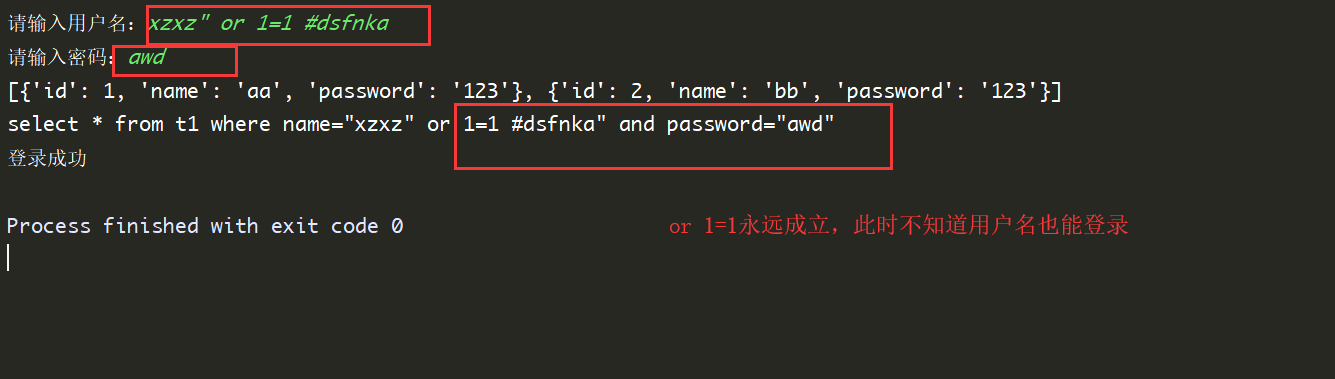 请输入用户名：xzxz" or 1=1 #dsfnka
请输入密码：awd
[{'id': 1, 'name': 'aa', 'password': '123'}, {'id': 2, 'name': 'bb', 'password': '123'}]
select * from t1 where name="xzxz" or 1=1 #dsfnka" and password="awd"
登录成功
Process finished with exit code 0
or 1=1永远成立，此时不知道用户名也能登录